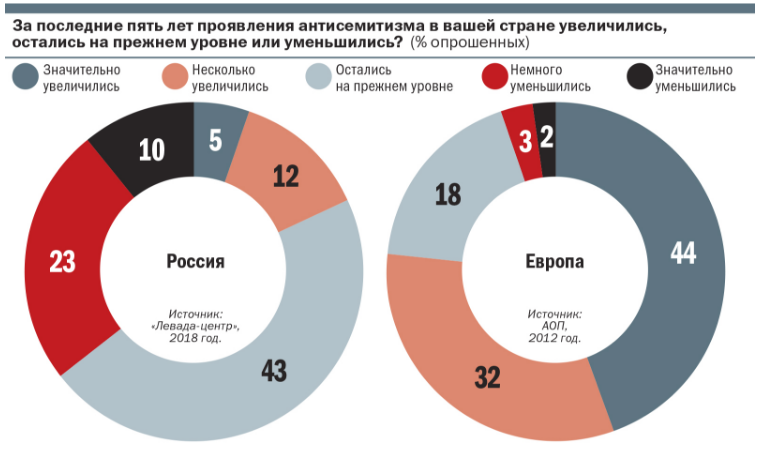 За последние пять лет проявления антисемитизма в вашей стране увеличились,
остались на прежнем уровне или уменьшились? (% опрошенных)
Значительно
увеличились
Несколько
увеличились
Остались
на прежнем уровне
Немного
уменьшились
Значительно
уменьшились
5
12
43
23
10
Россия
Источник:
«Левада-центр»,
2018 год.
44
32
18
3
2
Европа
Источник:
АОП,
2012 год.